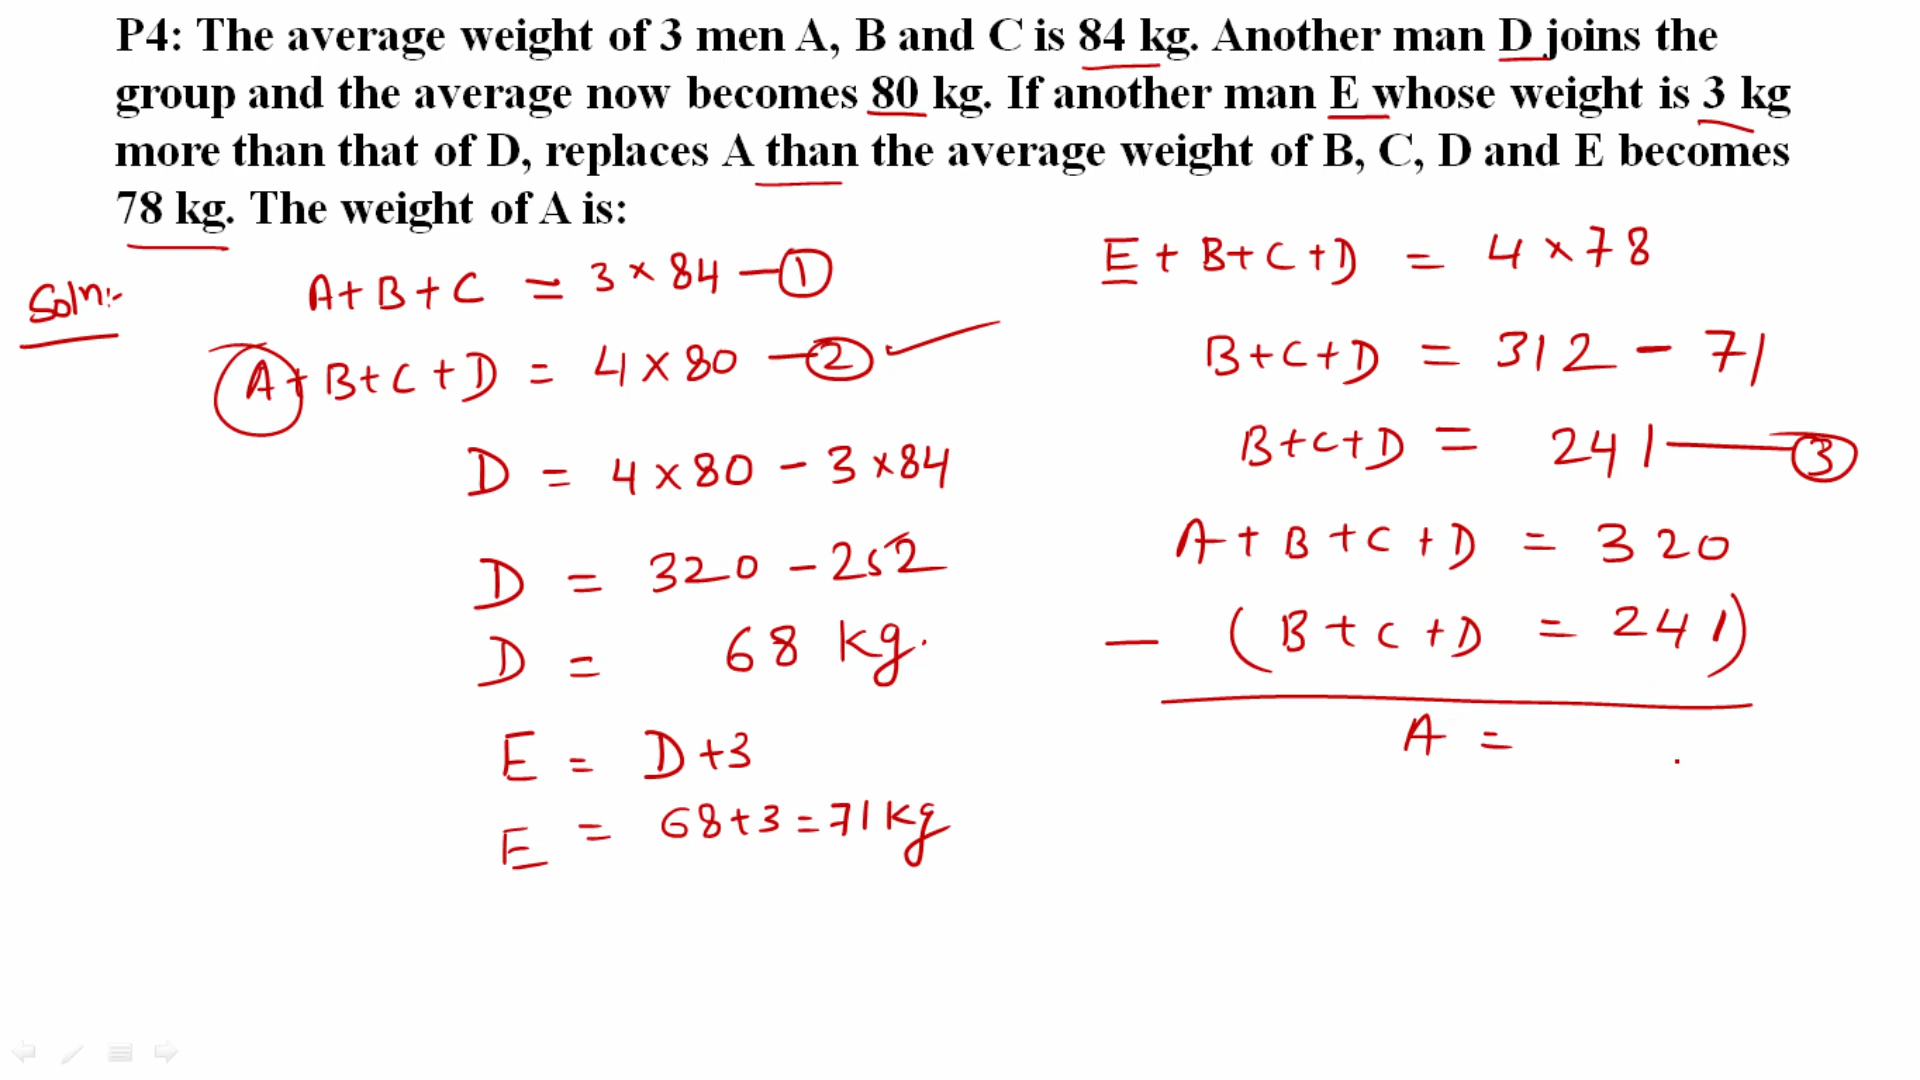 P4: The average weight of 3 men A, B and C is 84 kg. Another man D joins the
group and the average now becomes 80 kg. If another man E whose weight is 3 kg
more than that of D, replaces A than the average weight of B, C, D and E becomes
78 kg. The weight of A is:
Soln:-
A+B+C = 3×84 —①
A+B+C+D = 4×80 —②
D = 4×80 - 3×84
D = 320 - 252
D = 68 kg.
E = D+3
E = 68+3=71kg
E+B+C+D = 4×78
B+C+D = 312 - 71
B+C+D = 241 —③
A+B+C+D = 320
- (B+C+D = 241)
A =